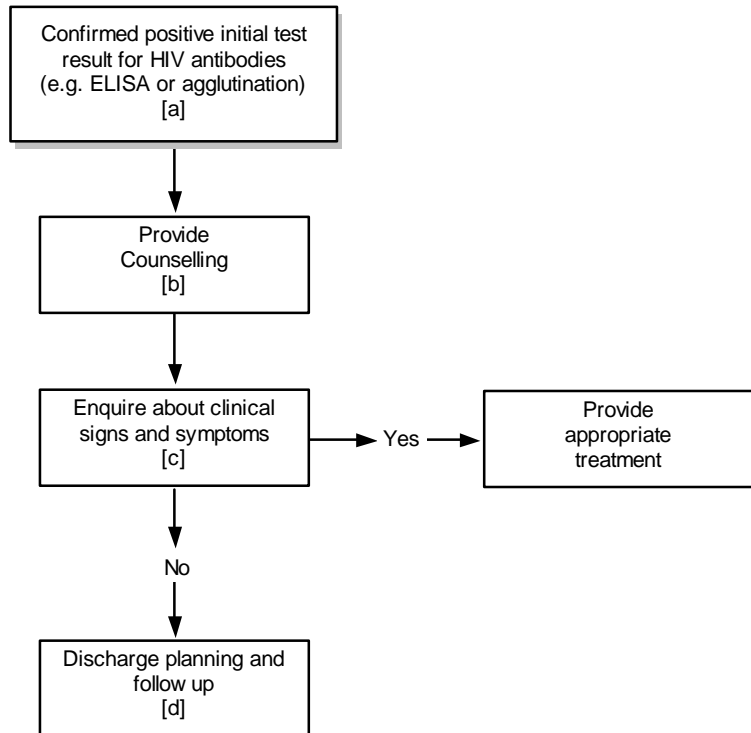 Confirmed positive initial test
result for HIV antibodies
(e.g. ELISA or agglutination)
[a]
Provide
Counselling
[b]
Enquire about clinical
signs and symptoms
[c]
Yes
Provide
appropriate
treatment
No
Discharge planning and
follow up
[d]